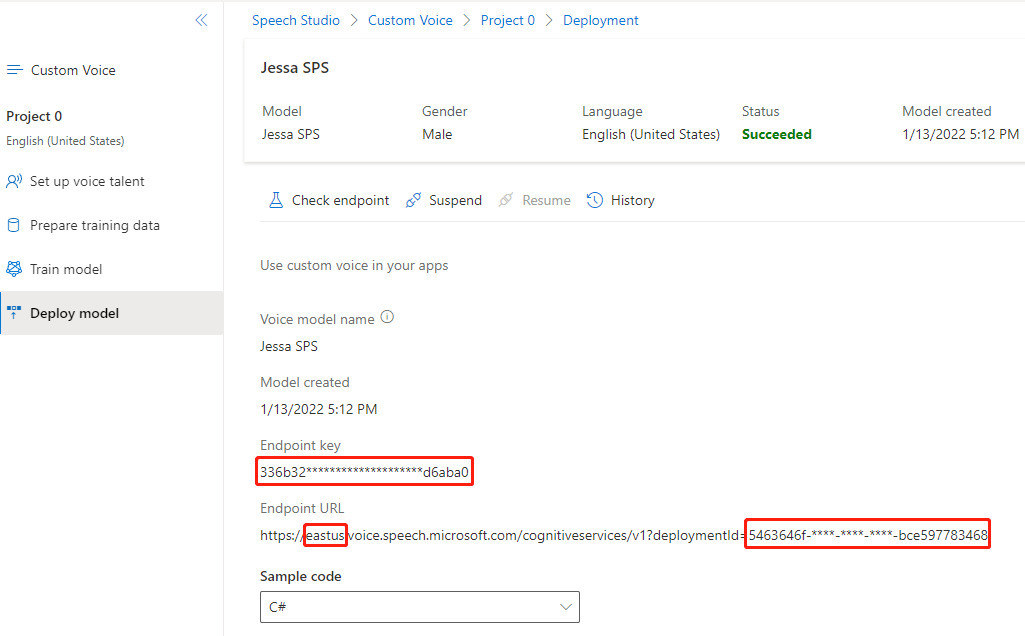 Speech Studio > Custom Voice > Project 0 > Deployment
Custom Voice
Project 0
English (United States)
Set up voice talent
Prepare training data
Train model
Deploy model
Jessa SPS
Model Gender Language Status Model created
Jessa SPS Male English (United States) Succeeded 1/13/2022 5:12 PM
Check endpoint Suspend Resume History
Use custom voice in your apps
Voice model name
Jessa SPS
Model created
1/13/2022 5:12 PM
Endpoint key
336b32********************d6aba0
Endpoint URL
https://eastus.voice.speech.microsoft.com/cognitiveservices/v1?deploymentId=5463646f-****-****-****-bce597783468
Sample code
C#